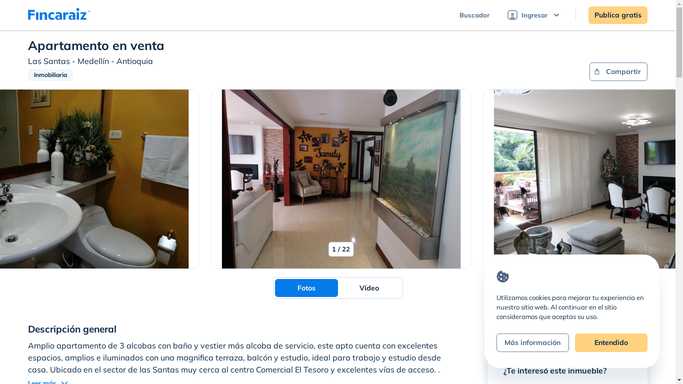 Fincaraiz
Buscador
Ingresar
Publica gratis
Apartamento en venta
Las Santas - Medellín - Antioquia
Inmobiliaria
Compartir
Family
1 / 22
Fotos
Video
Utilizamos cookies para mejorar tu experiencia en
nuestro sitio web. Al continuar en el sitio
consideramos que aceptas su uso.
Más información
Entendido
Descripción general
Amplio apartamento de 3 alcobas con baño y vestier más alcoba de servicio, este apto cuenta con excelentes
espacios, amplios e iluminados con una magnifica terraza, balcón y estudio, ideal para trabajo y estudio desde
casa. Ubicado en el sector de las Santas muy cerca al centro Comercial El Tesoro y excelentes vías de acceso. .
Leer más
¿Te interesó este inmueble?